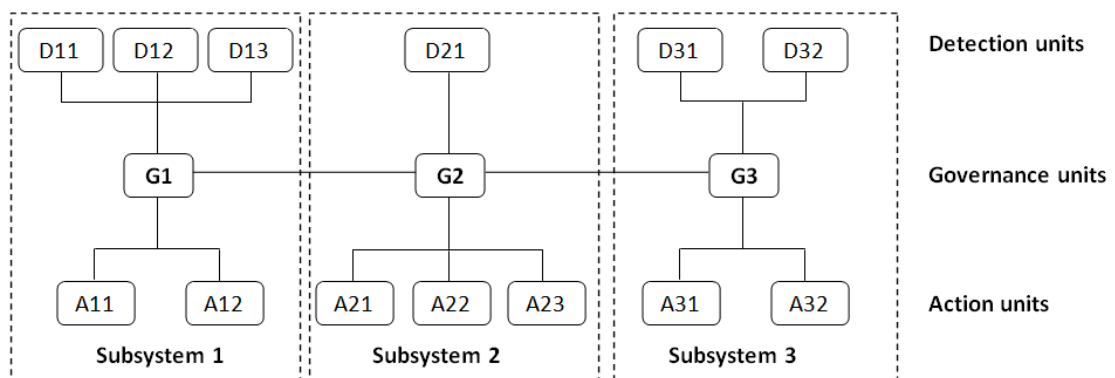 D11 D12 D13 D21 D31 D32 Detection units
G1 G2 G3 Governance units
A11 A12 A21 A22 A23 A31 A32 Action units
Subsystem 1 Subsystem 2 Subsystem 3